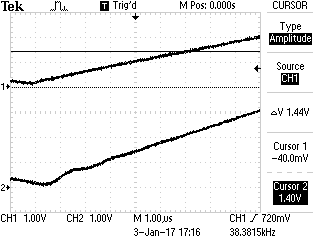 Tek T Trig'd M Pos: 0.000s CURSOR
Type
Amplitude
Source
CH1
△V 1.44V
Cursor 1
-40.0mV
Cursor 2
1.40V
1
2
CH1 1.00V CH2 1.00V M 1.00µs CH1 / 720mV
3-Jan-17 17:16 38.3815kHz